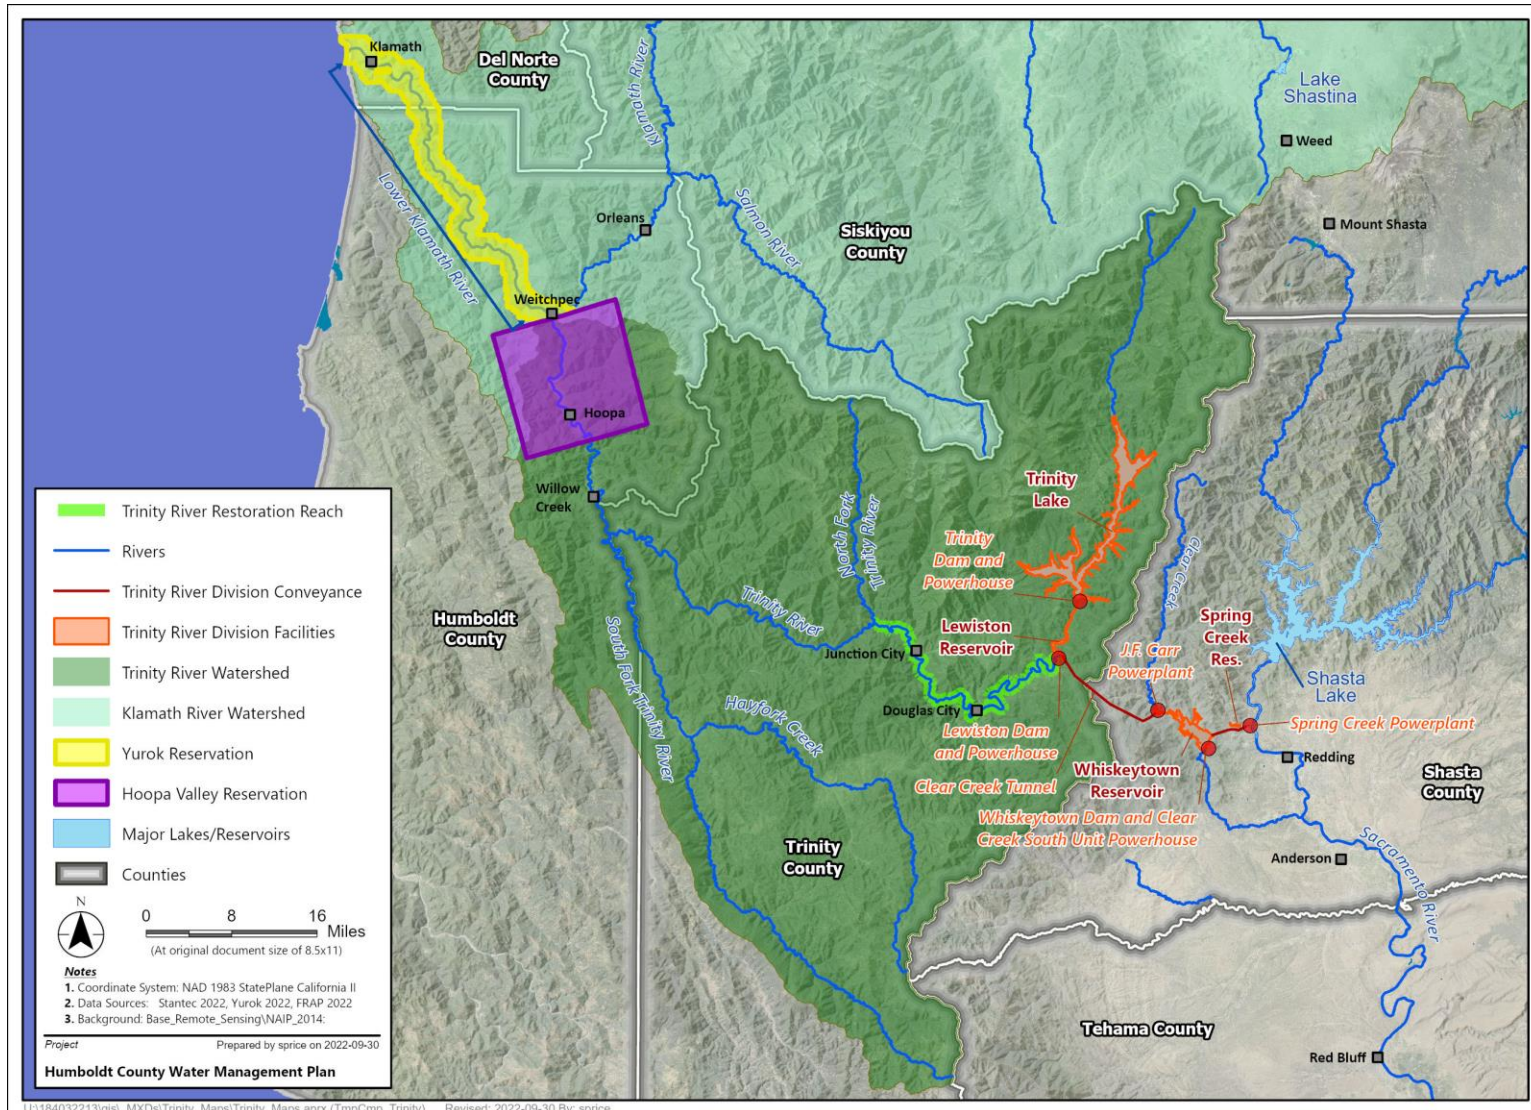 Klamath
Del Norte
County
Klamath River
Lake
Shastina
Weed
Lower Klamath River
Orleans
Salmon River
Siskiyou
County
Mount Shasta
Weitchpec
Hoopa
Willow
Creek
Humboldt
County
North Fork
Trinity River
Trinity
Lake
Trinity
Dam and
Powerhouse
Clear Creek
Trinity River
Lewiston
Reservoir
Spring
Creek
Res.
J.F. Carr
Powerplant
Junction City
Shasta
Lake
South Fork Trinity River
Hayfork Creek
Douglas City
Lewiston Dam
and Powerhouse
Spring Creek Powerplant
Clear Creek Tunnel
Whiskeytown
Reservoir
Redding
Shasta
County
Whiskeytown Dam and Clear
Creek South Unit Powerhouse
Trinity
County
Anderson
Sacramento River
Tehama County
Red Bluff
Trinity River Restoration Reach
Rivers
Trinity River Division Conveyance
Trinity River Division Facilities
Trinity River Watershed
Klamath River Watershed
Yurok Reservation
Hoopa Valley Reservation
Major Lakes/Reservoirs
Counties
N
0 8 16
Miles
(At original document size of 8.5x11)
Notes
1. Coordinate System: NAD 1983 StatePlane California II
2. Data Sources: Stantec 2022, Yurok 2022, FRAP 2022
3. Background: Base_Remote_Sensing\NAIP_2014:
Project Prepared by sprice on 2022-09-30
Humboldt County Water Management Plan
Revised: 2022-09-30 By: sprice